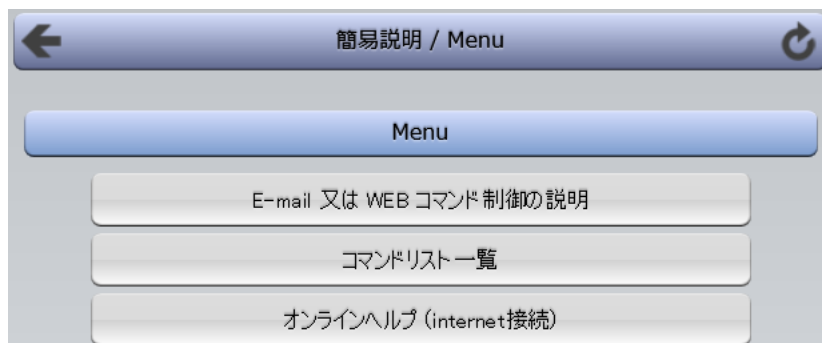 簡易説明 / Menu
Menu
E-mail 又は WEB コマンド制御の説明
コマンドリスト一覧
オンラインヘルプ (internet接続)